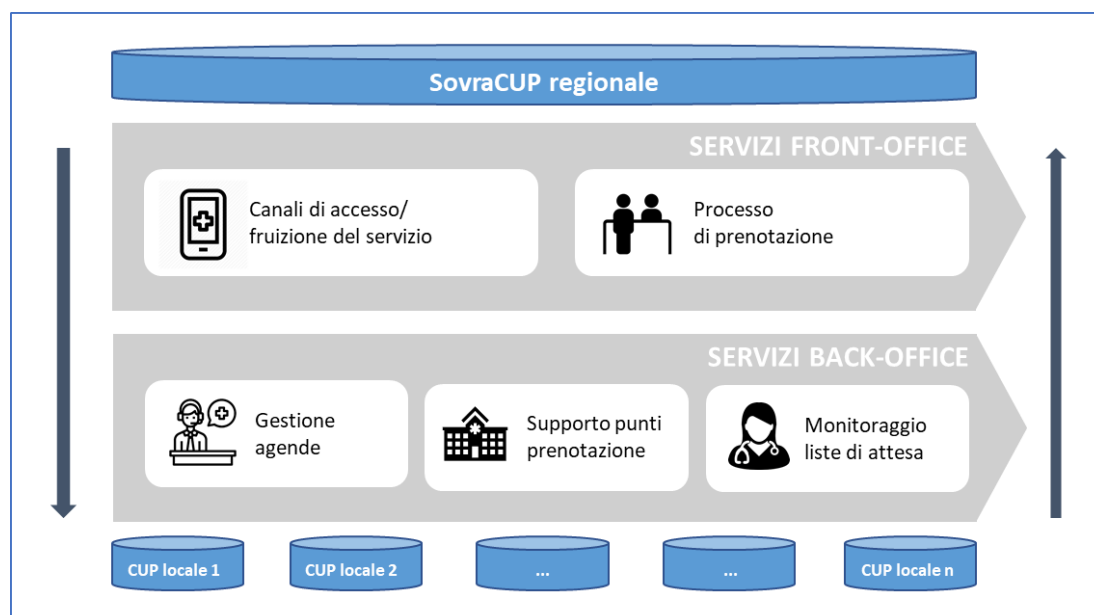 SovraCUP regionale
SERVIZI FRONT-OFFICE
Canali di accesso/
fruizione del servizio
Processo
di prenotazione
SERVIZI BACK-OFFICE
Gestione
agende
Supporto punti
prenotazione
Monitoraggio
liste di attesa
CUP locale 1
CUP locale 2
...
...
CUP locale n